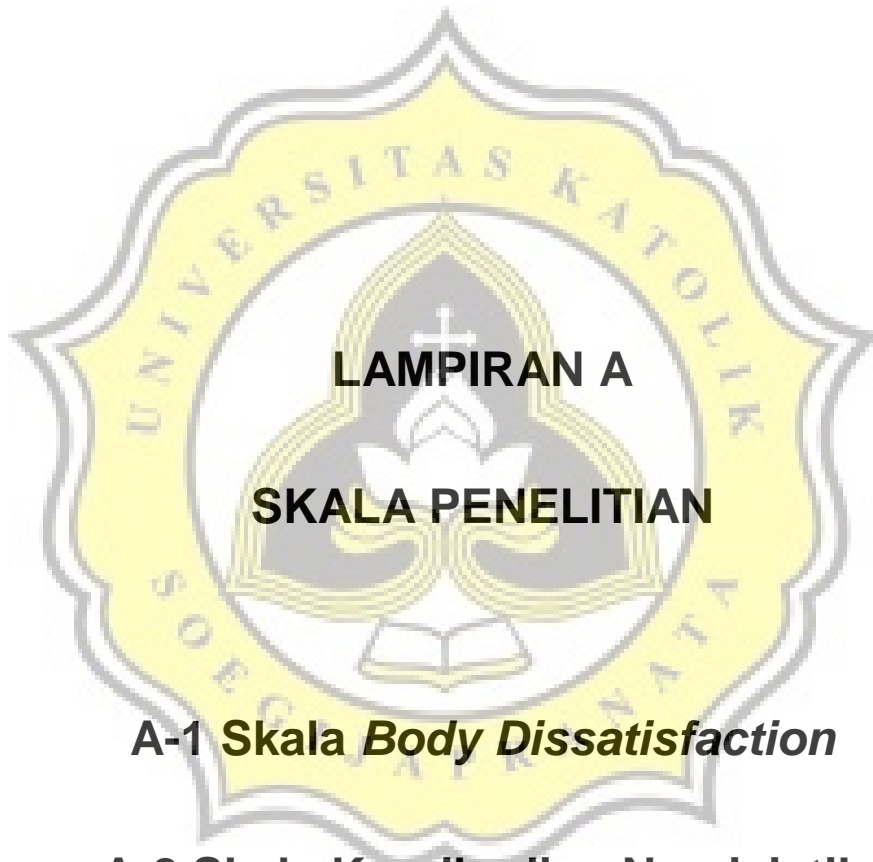 UNIVERSITAS KATOLIK
LAMPIRAN A
SKALA PENELITIAN
SOEGIJAPRANATA
A-1 Skala Body Dissatisfaction